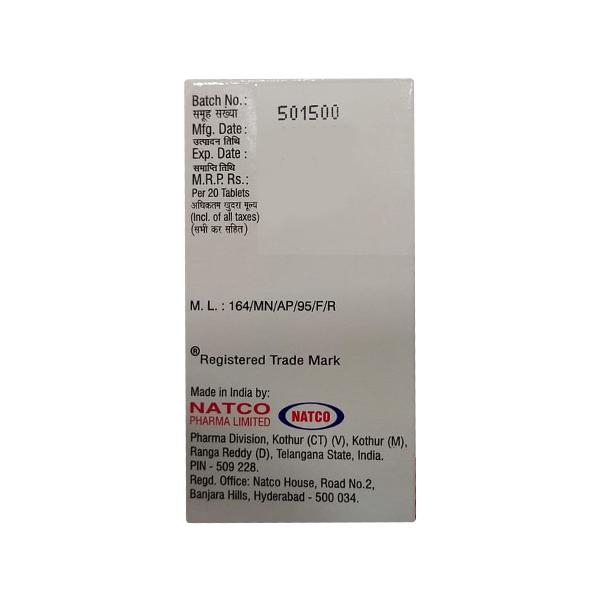 Batch No.: 501500
समूह संख्या
Mfg. Date :
उत्पादन तिथि
Exp. Date :
समाप्ति तिथि
M.R.P. Rs.:
Per 20 Tablets
अधिकतम खुदरा मूल्य
(Incl. of all taxes)
(सभी कर सहित)
M. L. : 164/MN/AP/95/F/R
®Registered Trade Mark
Made in India by:
NATCO NATCO
PHARMA LIMITED
Pharma Division, Kothur (CT) (V), Kothur (M),
Ranga Reddy (D), Telangana State, India.
PIN - 509 228.
Regd. Office: Natco House, Road No.2,
Banjara Hills, Hyderabad - 500 034.